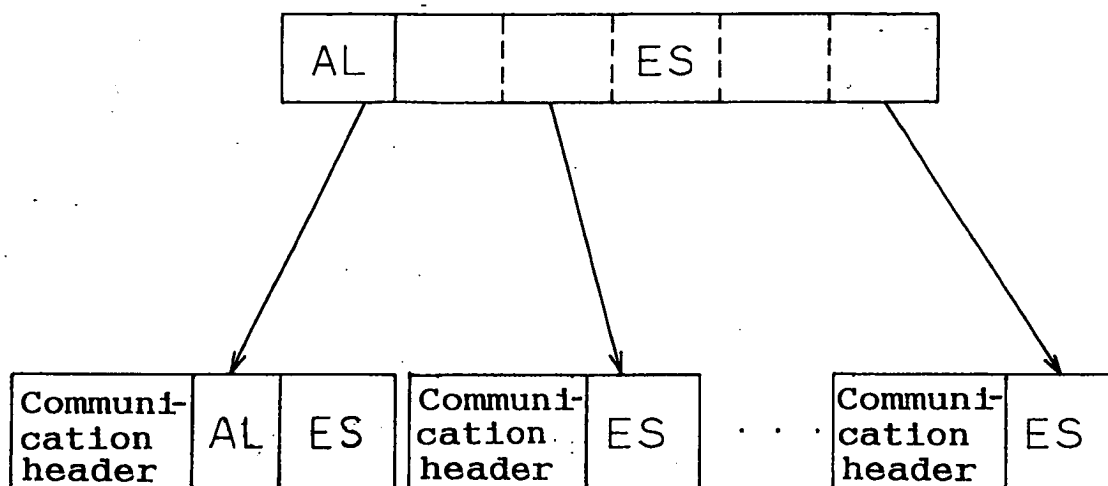 AL ES
Communi-
cation
header
AL ES
Communi-
cation
header
ES
. . .
Communi-
cation
header
ES